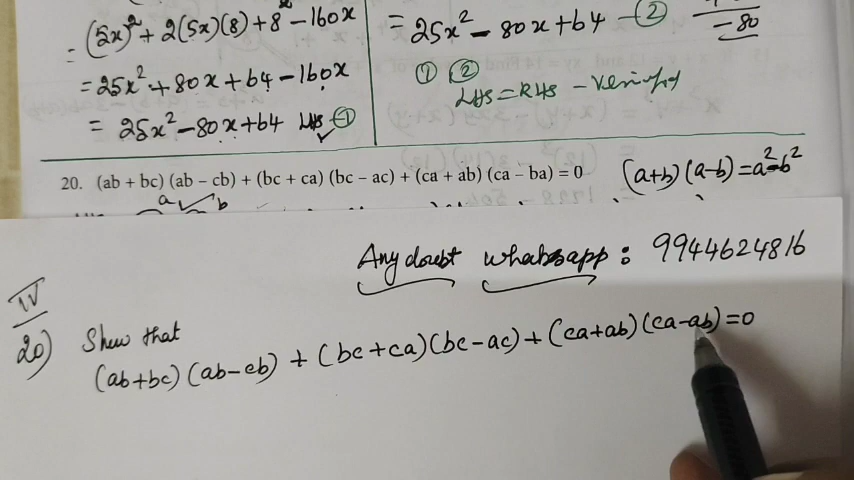 = (5x)² + 2(5x)(8) + 8² - 160x
= 25x² + 80x + 64 - 160x
= 25x² - 80x + 64 LHS ①
= 25x² - 80x + 64 - ②
- 80
① ②
LHS = RHS - Verified
20. (ab + bc) (ab – cb) + (bc + ca) (bc – ac) + (ca + ab) (ca – ba) = 0
(a+b) (a-b) = a² - b²
a b
Any doubt whatsapp : 9944624816
IV
20) Show that
(ab+bc) (ab-cb) + (bc+ca) (bc-ac) + (ca+ab) (ca-ab) = 0